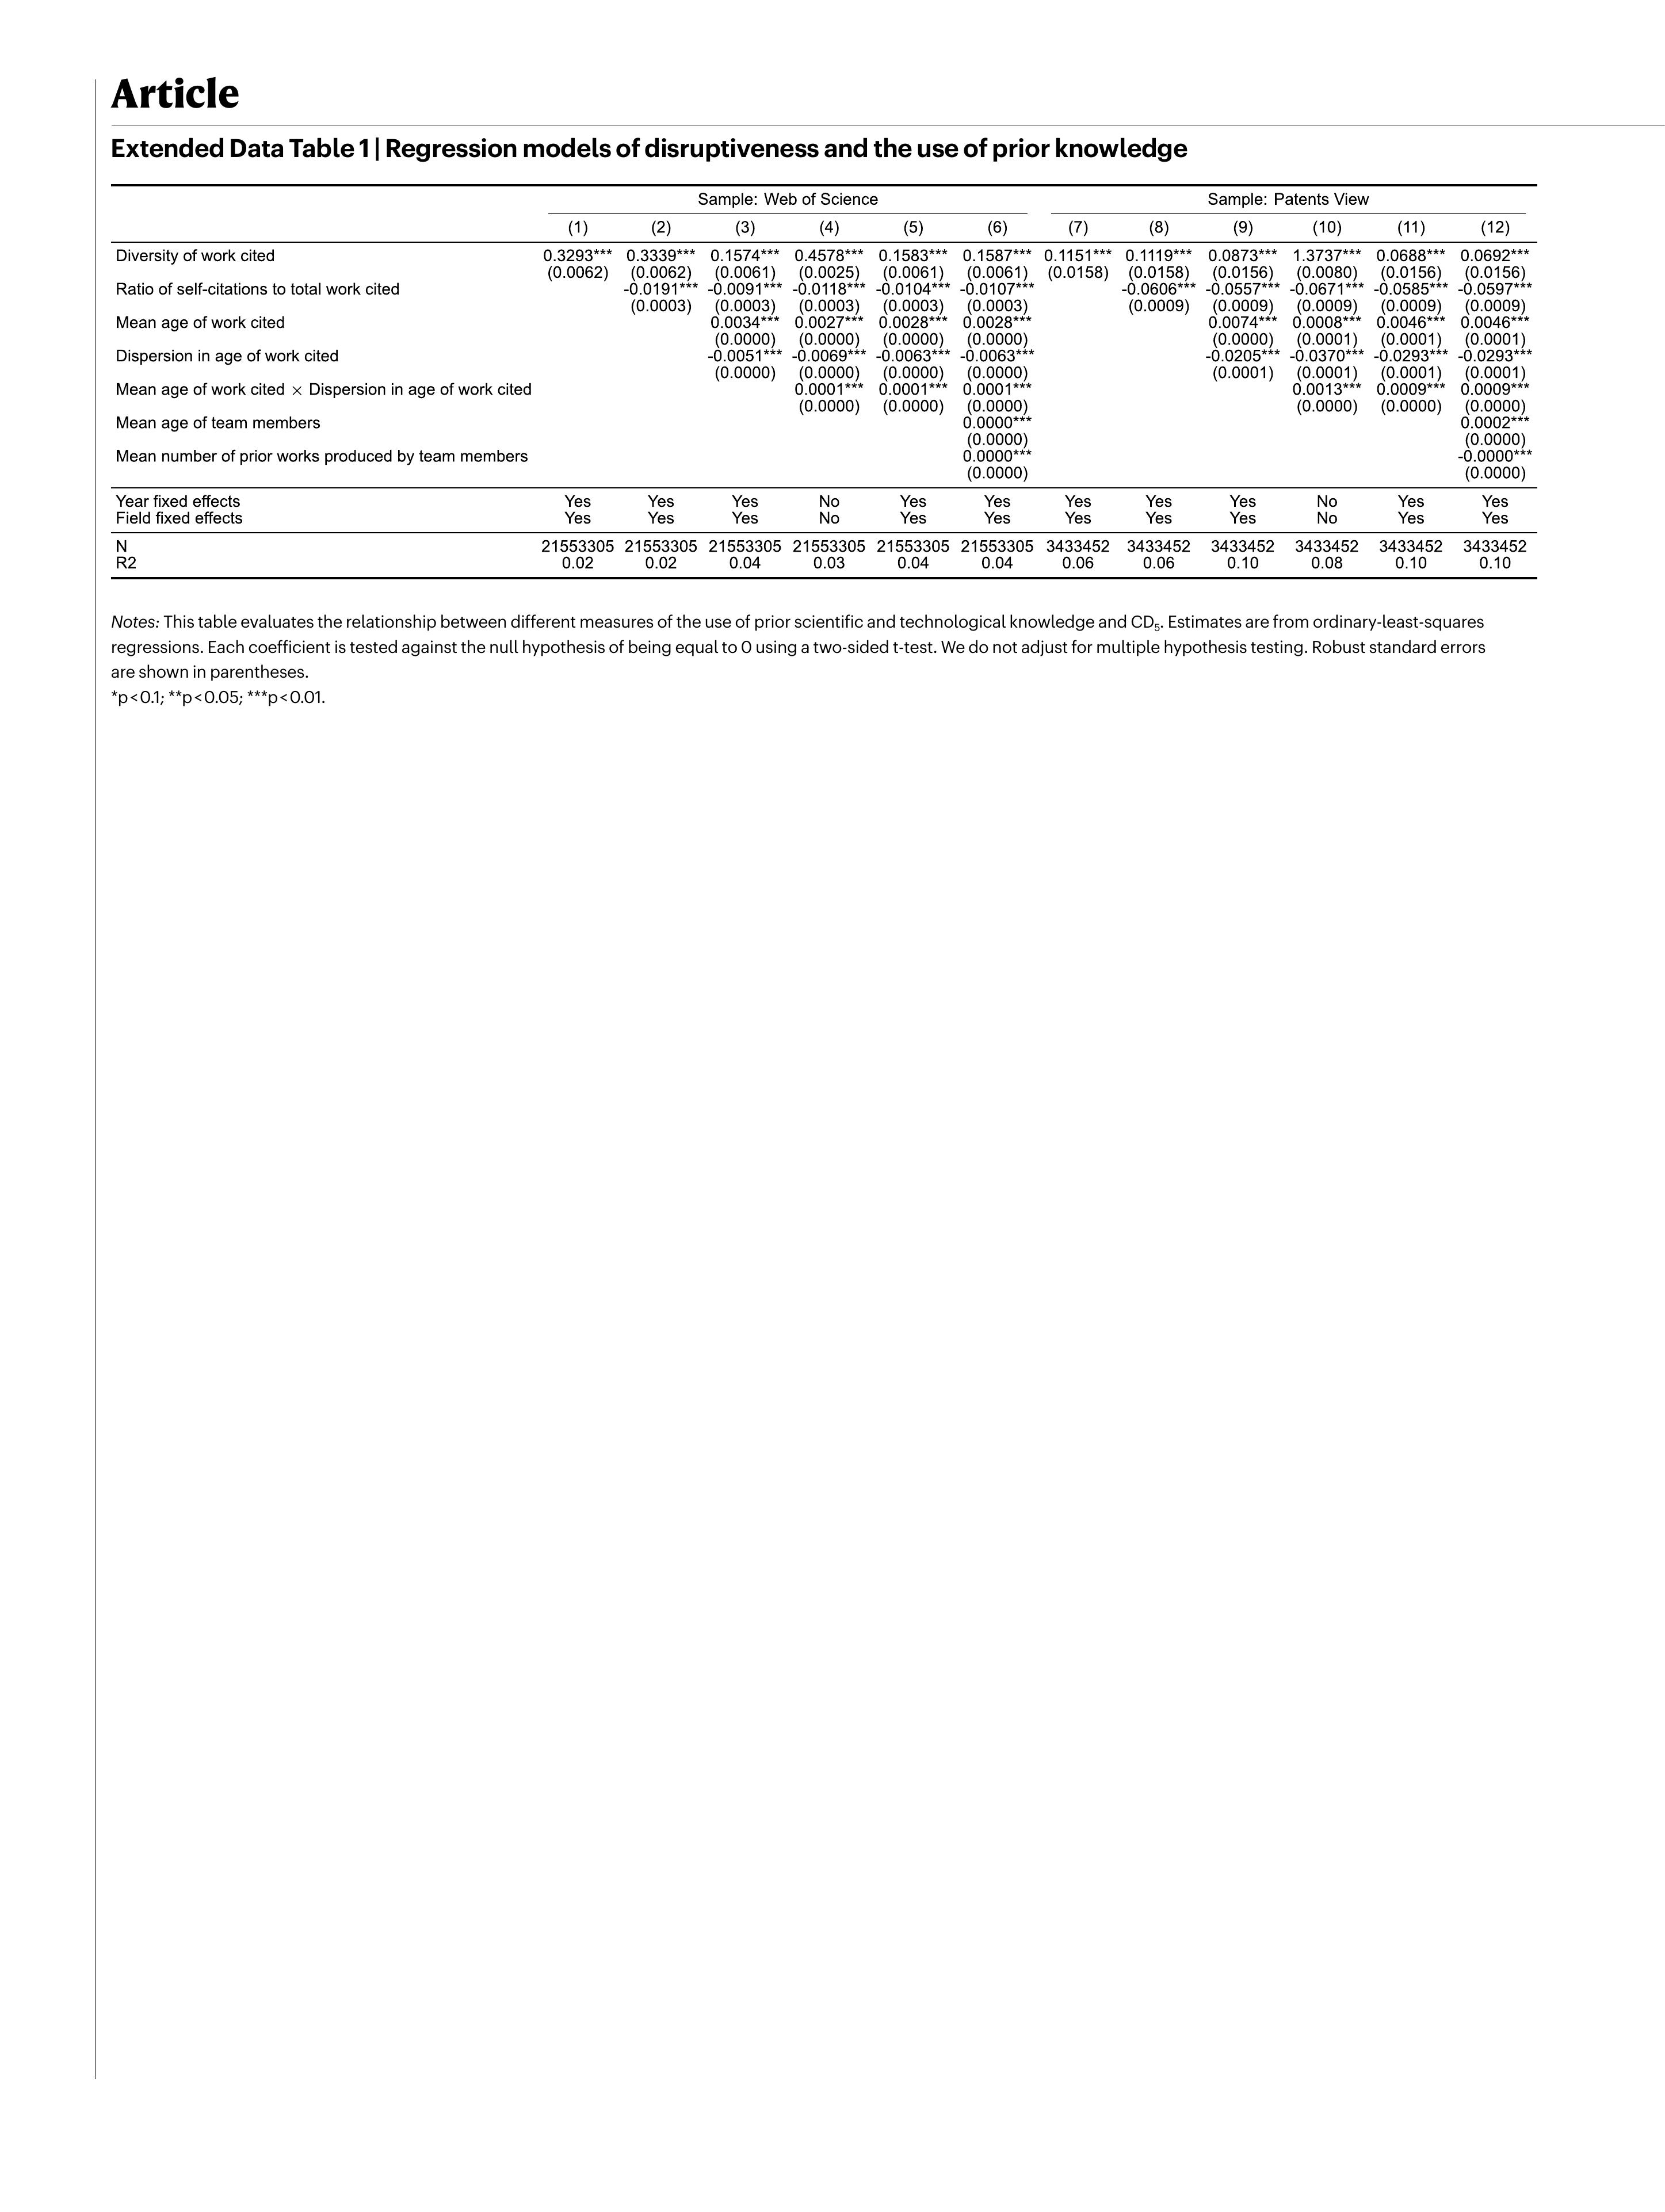 Article
Extended Data Table 1 | Regression models of disruptiveness and the use of prior knowledge
Sample: Web of Science Sample: Patents View
(1) (2) (3) (4) (5) (6) (7) (8) (9) (10) (11) (12)
Diversity of work cited 0.3293*** 0.3339*** 0.1574*** 0.4578*** 0.1583*** 0.1587*** 0.1151*** 0.1119*** 0.0873*** 1.3737*** 0.0688*** 0.0692***
(0.0062) (0.0062) (0.0061) (0.0025) (0.0061) (0.0061) (0.0158) (0.0158) (0.0156) (0.0080) (0.0156) (0.0156)
Ratio of self-citations to total work cited -0.0191*** -0.0091*** -0.0118*** -0.0104*** -0.0107*** -0.0606*** -0.0557*** -0.0671*** -0.0585*** -0.0597***
(0.0003) (0.0003) (0.0003) (0.0003) (0.0003) (0.0009) (0.0009) (0.0009) (0.0009) (0.0009)
Mean age of work cited 0.0034*** 0.0027*** 0.0028*** 0.0028*** 0.0074*** 0.0008*** 0.0046*** 0.0046***
(0.0000) (0.0000) (0.0000) (0.0000) (0.0000) (0.0001) (0.0001) (0.0001)
Dispersion in age of work cited -0.0051*** -0.0069*** -0.0063*** -0.0063*** -0.0205*** -0.0370*** -0.0293*** -0.0293***
(0.0000) (0.0000) (0.0000) (0.0000) (0.0001) (0.0001) (0.0001) (0.0001)
Mean age of work cited × Dispersion in age of work cited 0.0001*** 0.0001*** 0.0001*** 0.0013*** 0.0009*** 0.0009***
(0.0000) (0.0000) (0.0000) (0.0000) (0.0000) (0.0000)
Mean age of team members 0.0000*** 0.0002***
(0.0000) (0.0000)
Mean number of prior works produced by team members 0.0000*** -0.0000***
(0.0000) (0.0000)
Year fixed effects Yes Yes Yes No Yes Yes Yes Yes Yes No Yes Yes
Field fixed effects Yes Yes Yes No Yes Yes Yes Yes Yes No Yes Yes
N 21553305 21553305 21553305 21553305 21553305 21553305 3433452 3433452 3433452 3433452 3433452 3433452
R2 0.02 0.02 0.04 0.03 0.04 0.04 0.06 0.06 0.10 0.08 0.10 0.10
Notes: This table evaluates the relationship between different measures of the use of prior scientific and technological knowledge and CD₅. Estimates are from ordinary-least-squares
regressions. Each coefficient is tested against the null hypothesis of being equal to 0 using a two-sided t-test. We do not adjust for multiple hypothesis testing. Robust standard errors
are shown in parentheses.
*p<0.1; **p<0.05; ***p<0.01.